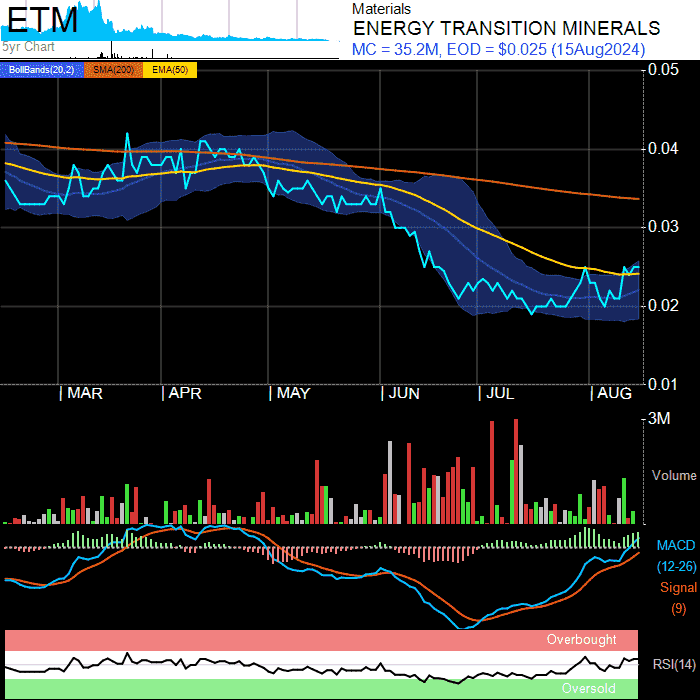 ETM
5yr Chart
Materials
ENERGY TRANSITION MINERALS
MC = 35.2M, EOD = $0.025 (15Aug2024)
BollBands(20,2) SMA(200) EMA(50)
0.05
0.04
0.03
0.02
0.01
MAR APR MAY JUN JUL AUG
3M
Volume
MACD
(12-26)
Signal
(9)
Overbought
RSI(14)
Oversold